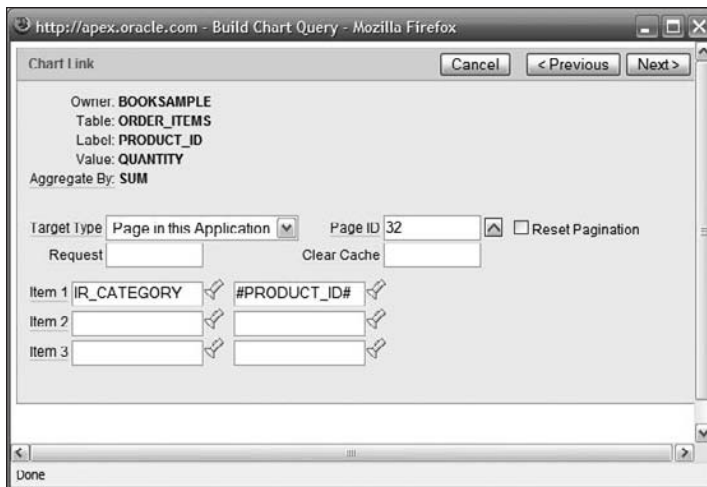 http://apex.oracle.com - Build Chart Query - Mozilla Firefox
Chart Link Cancel < Previous Next >
Owner: BOOKSAMPLE
Table: ORDER_ITEMS
Label: PRODUCT_ID
Value: QUANTITY
Aggregate By: SUM
Target Type Page in this Application Page ID 32 Reset Pagination
Request Clear Cache
Item 1 IR_CATEGORY #PRODUCT_ID#
Item 2
Item 3
Done